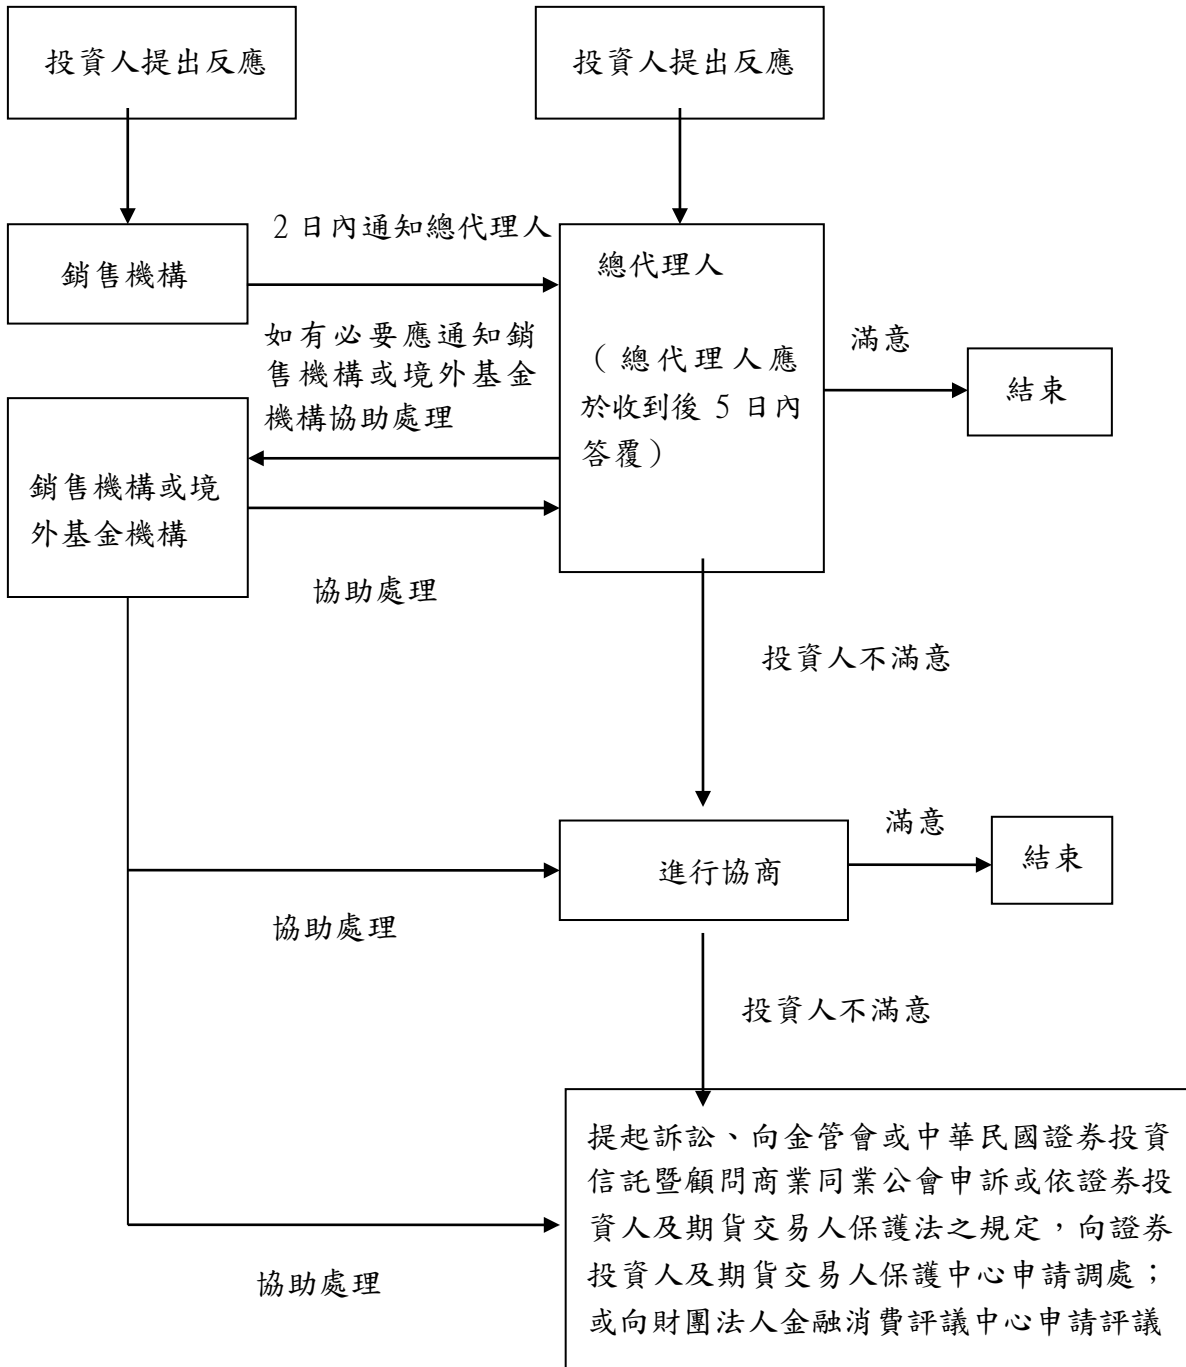 投資人提出反應
投資人提出反應
2 日內通知總代理人
銷售機構
總代理人
如有必要應通知銷
售機構或境外基金
機構協助處理
（總代理人應
於收到後 5 日內
答覆）
滿意
結束
銷售機構或境
外基金機構
協助處理
投資人不滿意
進行協商
滿意
結束
協助處理
投資人不滿意
提起訴訟、向金管會或中華民國證券投資
信託暨顧問商業同業公會申訴或依證券投
資人及期貨交易人保護法之規定，向證券
投資人及期貨交易人保護中心申請調處；
或向財團法人金融消費評議中心申請評議
協助處理